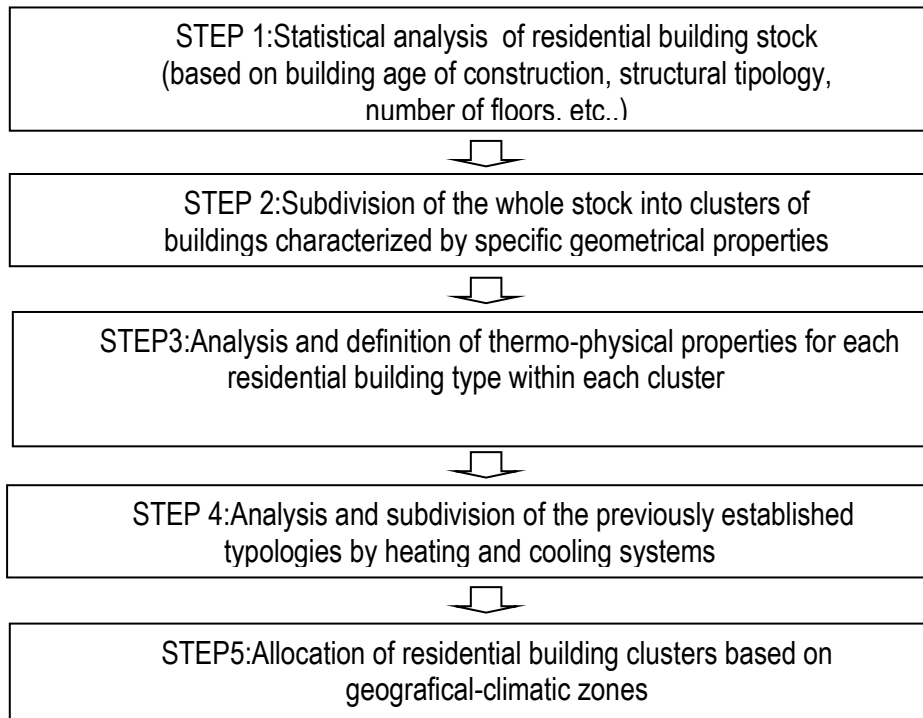 STEP 1:Statistical analysis of residential building stock
(based on building age of construction, structural tipology,
number of floors, etc..)
STEP 2:Subdivision of the whole stock into clusters of
buildings characterized by specific geometrical properties
STEP3:Analysis and definition of thermo-physical properties for each
residential building type within each cluster
STEP 4:Analysis and subdivision of the previously established
typologies by heating and cooling systems
STEP5:Allocation of residential building clusters based on
geografical-climatic zones